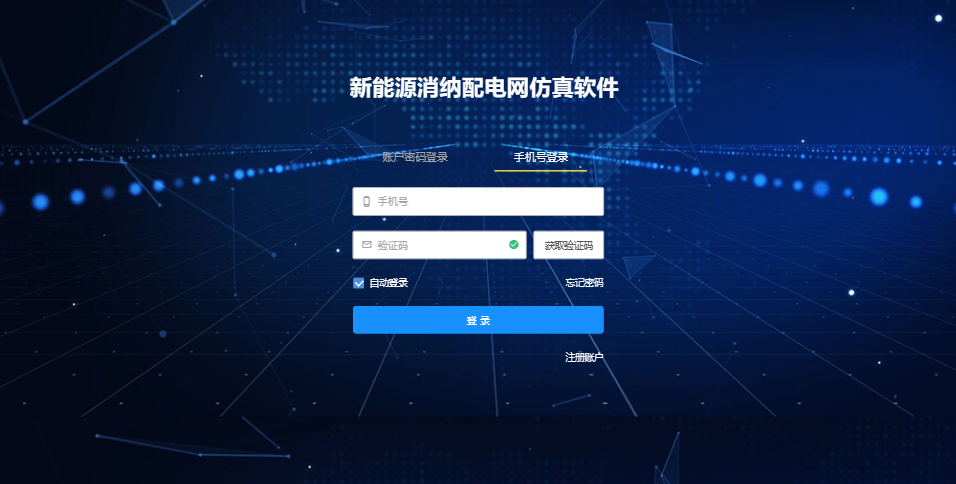 新能源消纳配电网仿真软件
账户密码登录 手机号登录
手机号
验证码 获取验证码
自动登录 忘记密码
登 录
注册账户